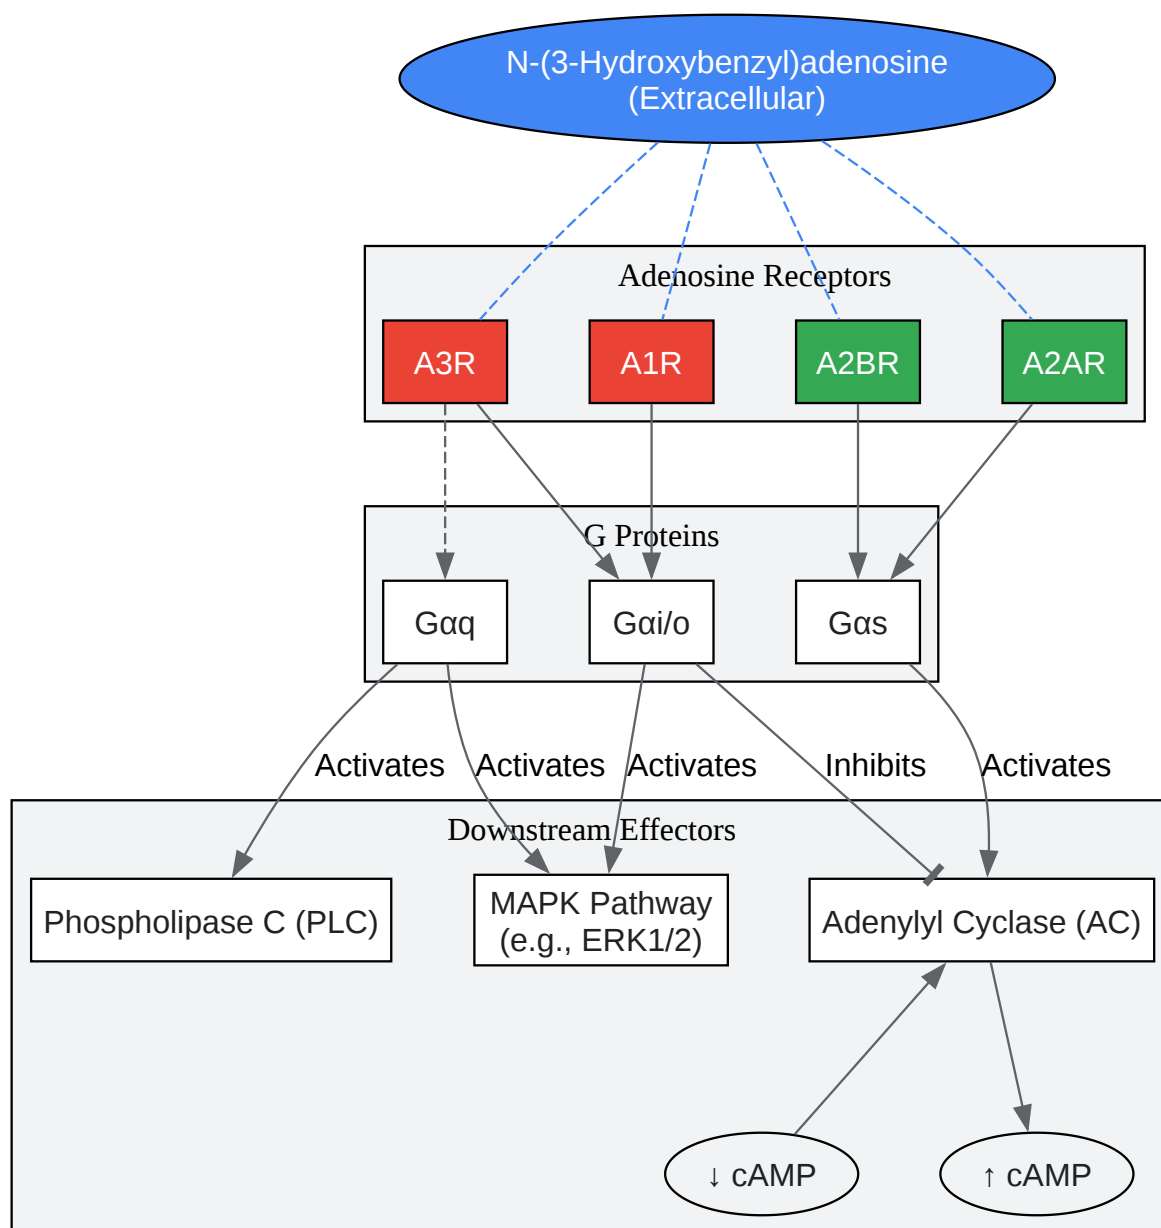 N-(3-Hydroxybenzyl)adenosine
(Extracellular)
Adenosine Receptors
A3R
A1R
A2BR
A2AR
G Proteins
Gαq
Gαi/o
Gαs
Activates
Activates
Activates
Inhibits
Activates
Downstream Effectors
Phospholipase C (PLC)
MAPK Pathway
(e.g., ERK1/2)
Adenylyl Cyclase (AC)
↓ cAMP
↑ cAMP